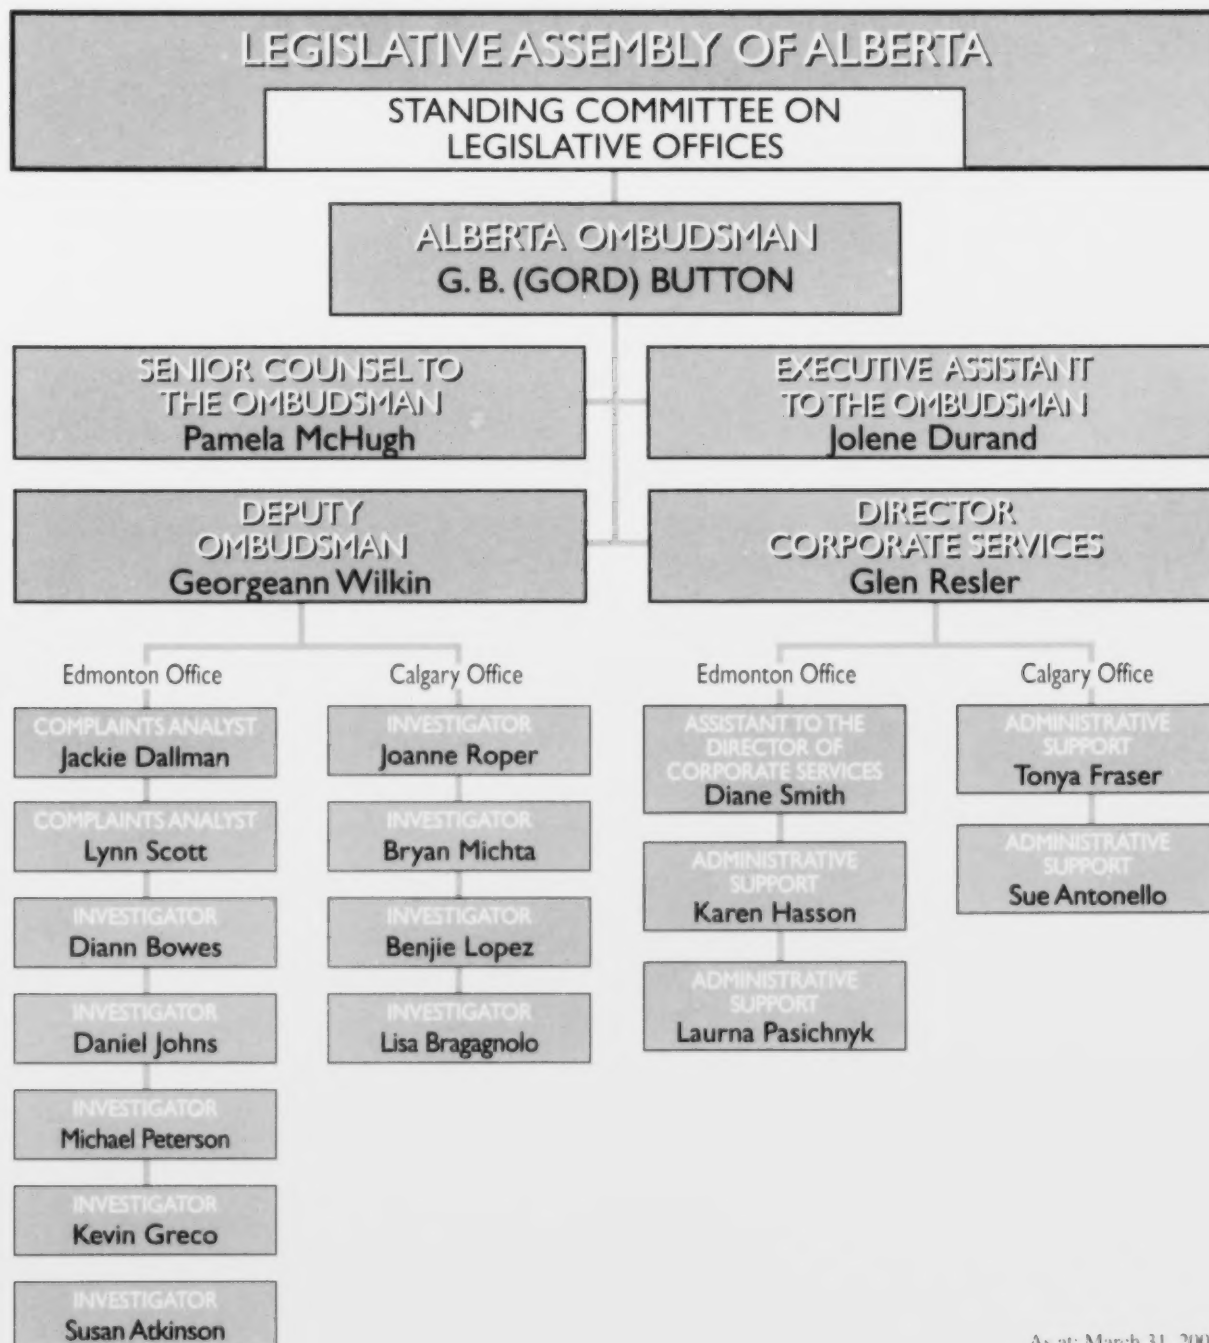 LEGISLATIVE ASSEMBLY OF ALBERTA
STANDING COMMITTEE ON
LEGISLATIVE OFFICES
ALBERTA OMBUDSMAN
G. B. (GORD) BUTTON
SENIOR COUNSEL TO
THE OMBUDSMAN
Pamela McHugh
EXECUTIVE ASSISTANT
TO THE OMBUDSMAN
Jolene Durand
DEPUTY
OMBUDSMAN
Georgeann Wilkin
DIRECTOR
CORPORATE SERVICES
Glen Resler
Edmonton Office
COMPLAINTS ANALYST
Jackie Dallman
COMPLAINTS ANALYST
Lynn Scott
INVESTIGATOR
Diann Bowes
INVESTIGATOR
Daniel Johns
INVESTIGATOR
Michael Peterson
INVESTIGATOR
Kevin Greco
INVESTIGATOR
Susan Atkinson
Calgary Office
INVESTIGATOR
Joanne Roper
INVESTIGATOR
Bryan Michta
INVESTIGATOR
Benjie Lopez
INVESTIGATOR
Lisa Bragagnolo
Edmonton Office
ASSISTANT TO THE
DIRECTOR OF
CORPORATE SERVICES
Diane Smith
ADMINISTRATIVE
SUPPORT
Karen Hasson
ADMINISTRATIVE
SUPPORT
Laurna Pasichnyk
Calgary Office
ADMINISTRATIVE
SUPPORT
Tonya Fraser
ADMINISTRATIVE
SUPPORT
Sue Antonello
As at: March 31,